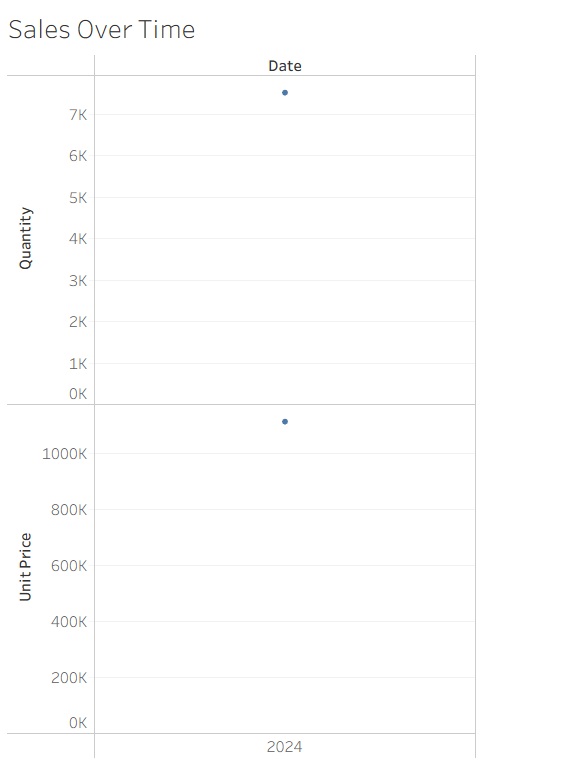 Sales Over Time
Date
Quantity
7K
6K
5K
4K
3K
2K
1K
0K
Unit Price
1000K
800K
600K
400K
200K
0K
2024